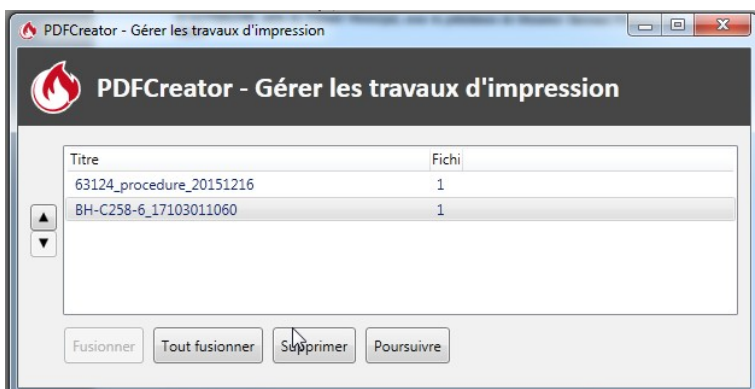 PDFCreator - Gérer les travaux d'impression
PDFCreator - Gérer les travaux d'impression
Titre Fichi
63124_procedure_20151216 1
BH-C258-6_17103011060 1
Fusionner Tout fusionner Supprimer Poursuivre